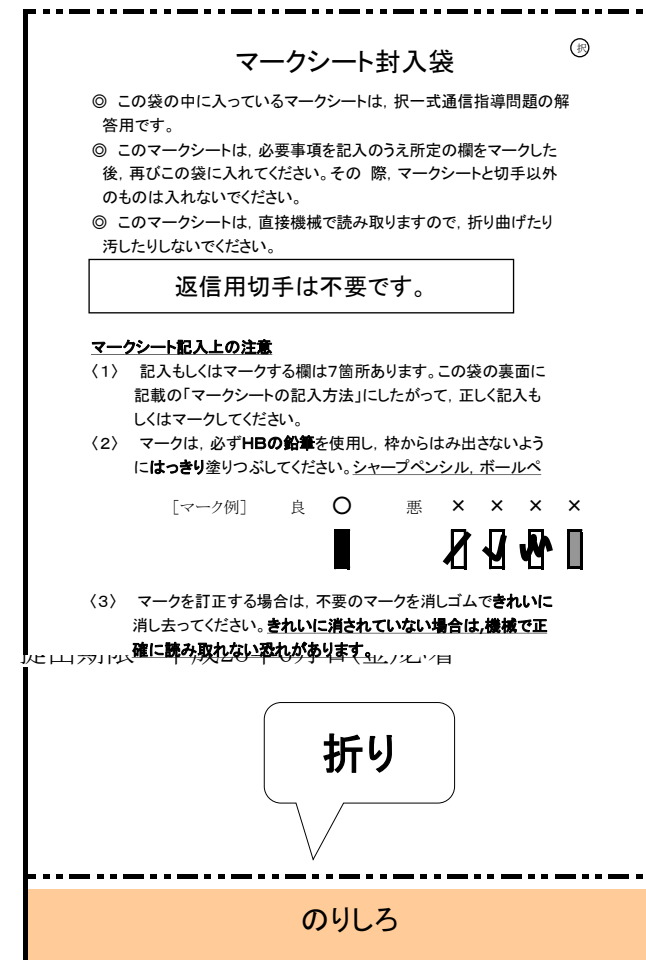 択
マークシート封入袋
◎ この袋の中に入っているマークシートは, 択一式通信指導問題の解
答用です。
◎ このマークシートは, 必要事項を記入のうえ所定の欄をマークした
後, 再びこの袋に入れてください。その 際, マークシートと切手以外
のものは入れないでください。
◎ このマークシートは, 直接機械で読み取りますので, 折り曲げたり
汚したりしないでください。
返信用切手は不要です。
マークシート記入上の注意
〈1〉 記入もしくはマークする欄は7箇所あります。この袋の裏面に
記載の「マークシートの記入方法」にしたがって, 正しく記入も
しくはマークしてください。
〈2〉 マークは, 必ずHBの鉛筆を使用し, 枠からはみ出さないよう
にはっきり塗りつぶしてください。シャープペンシル, ボールペ
[マーク例] 良 ○ 悪 × × × ×
〈3〉 マークを訂正する場合は, 不要のマークを消しゴムできれいに
消し去ってください。きれいに消されていない場合は,機械で正
確に読み取れない恐れがあります。
折り
のりしろ